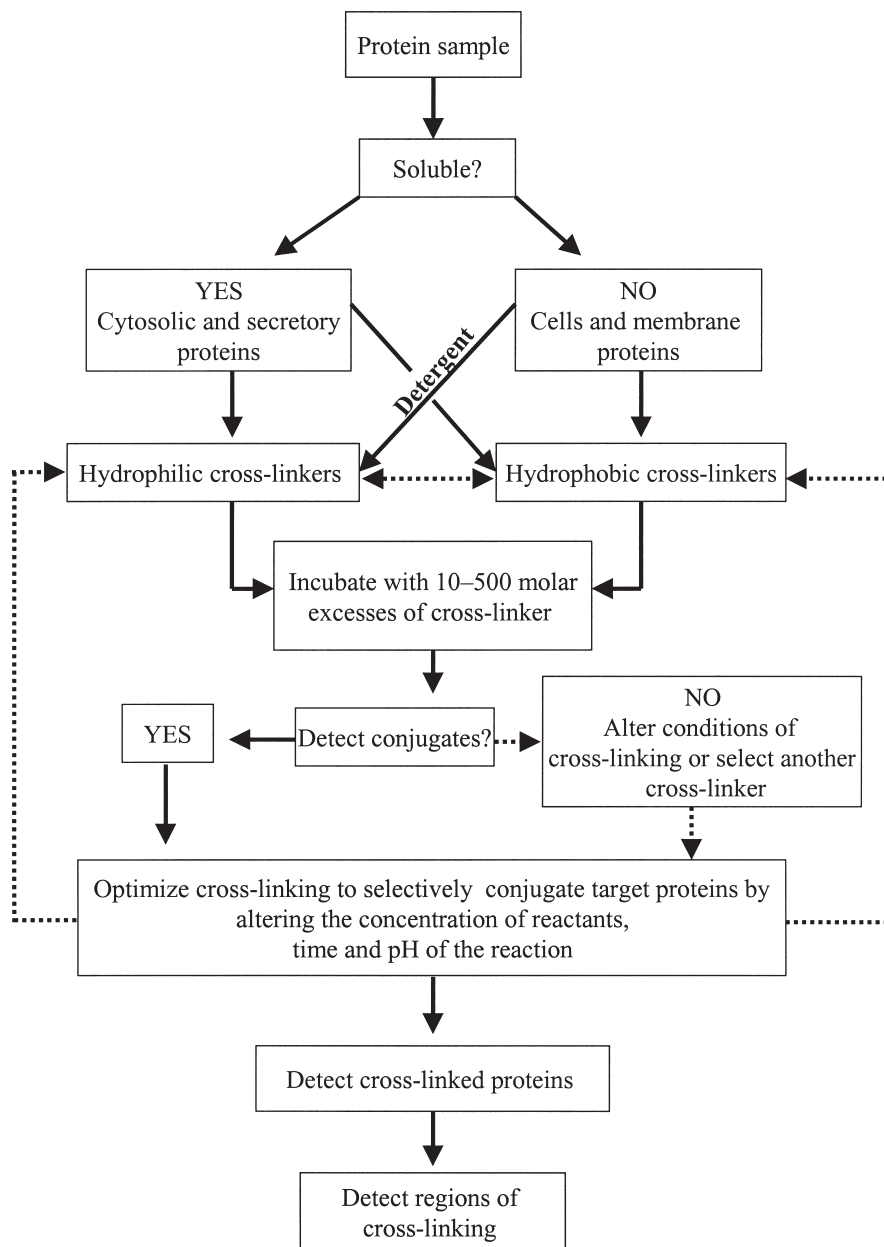 Protein sample
Soluble?
YES
Cytosolic and secretory
proteins
NO
Cells and membrane
proteins
Detergent
Hydrophilic cross-linkers
Hydrophobic cross-linkers
Incubate with 10–500 molar
excesses of cross-linker
YES
Detect conjugates?
NO
Alter conditions of
cross-linking or select another
cross-linker
Optimize cross-linking to selectively conjugate target proteins by
altering the concentration of reactants,
time and pH of the reaction
Detect cross-linked proteins
Detect regions of
cross-linking